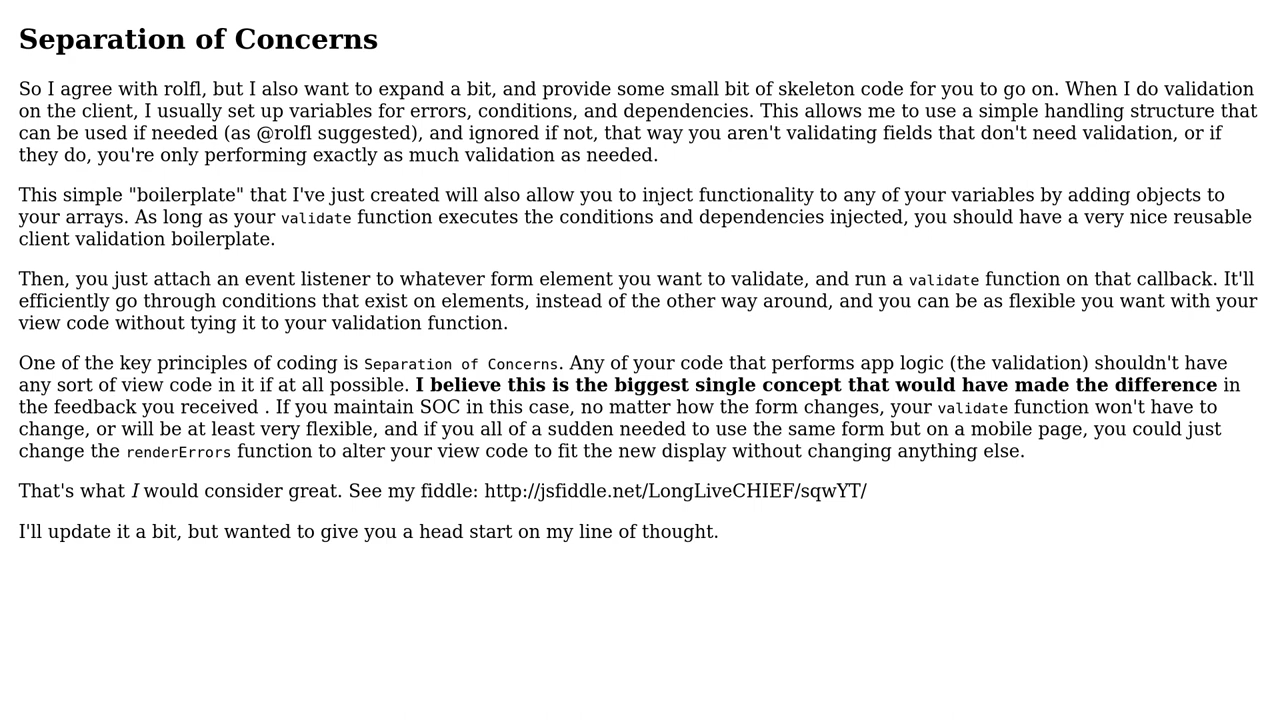 Separation of Concerns
So I agree with rolfl, but I also want to expand a bit, and provide some small bit of skeleton code for you to go on. When I do validation
on the client, I usually set up variables for errors, conditions, and dependencies. This allows me to use a simple handling structure that
can be used if needed (as @rolfl suggested), and ignored if not, that way you aren't validating fields that don't need validation, or if
they do, you're only performing exactly as much validation as needed.
This simple "boilerplate" that I've just created will also allow you to inject functionality to any of your variables by adding objects to
your arrays. As long as your validate function executes the conditions and dependencies injected, you should have a very nice reusable
client validation boilerplate.
Then, you just attach an event listener to whatever form element you want to validate, and run a validate function on that callback. It'll
efficiently go through conditions that exist on elements, instead of the other way around, and you can be as flexible you want with your
view code without tying it to your validation function.
One of the key principles of coding is Separation of Concerns. Any of your code that performs app logic (the validation) shouldn't have
any sort of view code in it if at all possible. I believe this is the biggest single concept that would have made the difference in
the feedback you received . If you maintain SOC in this case, no matter how the form changes, your validate function won't have to
change, or will be at least very flexible, and if you all of a sudden needed to use the same form but on a mobile page, you could just
change the renderErrors function to alter your view code to fit the new display without changing anything else.
That's what I would consider great. See my fiddle: http://jsfiddle.net/LongLiveCHIEF/sqwYT/
I'll update it a bit, but wanted to give you a head start on my line of thought.